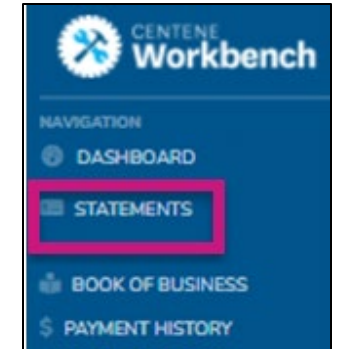 CENTENE
Workbench
NAVIGATION
DASHBOARD
STATEMENTS
BOOK OF BUSINESS
$ PAYMENT HISTORY